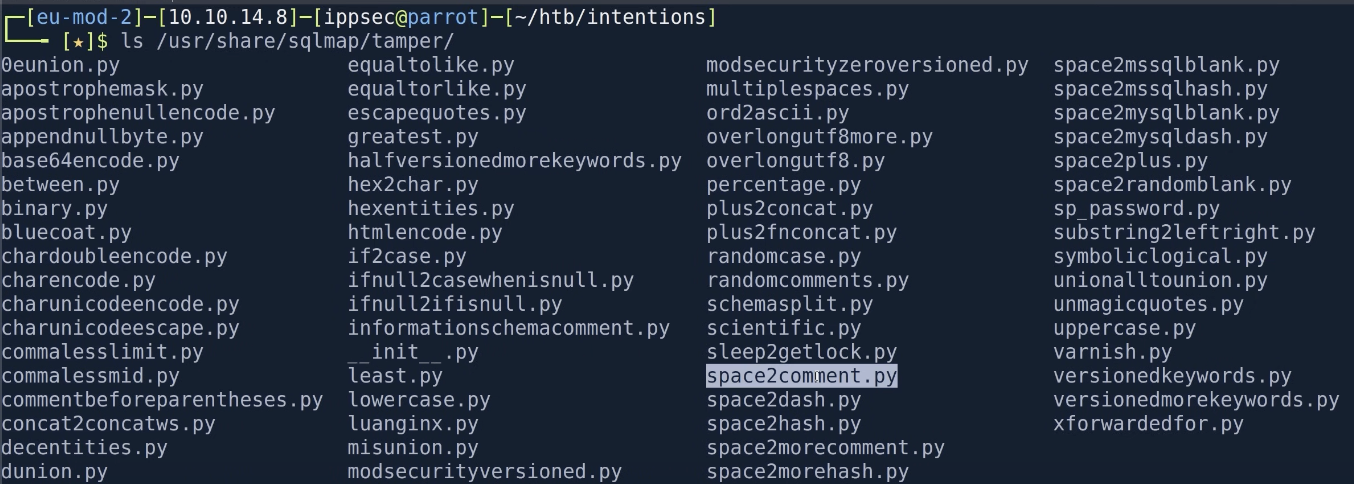 ┌─[eu-mod-2]─[10.10.14.8]─[ippsec@parrot]─[~/htb/intentions]
└──╼ [★]$ ls /usr/share/sqlmap/tamper/
0eunion.py equaltolike.py modsecurityzeroversioned.py space2mssqlblank.py
apostrophemask.py equaltorlike.py multiplespaces.py space2mssqlhash.py
apostrophenullencode.py escapequotes.py ord2ascii.py space2mysqlblank.py
appendnullbyte.py greatest.py overlongutf8more.py space2mysqldash.py
base64encode.py halfversionedmorekeywords.py overlongutf8.py space2plus.py
between.py hex2char.py percentage.py space2randomblank.py
binary.py hexentities.py plus2concat.py sp_password.py
bluecoat.py htmlencode.py plus2fnconcat.py substring2leftright.py
chardoubleencode.py if2case.py randomcase.py symboliclogical.py
charencode.py ifnull2casewhenisnull.py randomcomments.py unionalltounion.py
charunicodeencode.py ifnull2ifisnull.py schemasplit.py unmagicquotes.py
charunicodeescape.py informationschemacomment.py scientific.py uppercase.py
commalesslimit.py __init__.py sleep2getlock.py varnish.py
commalessmid.py least.py space2comment.py versionedkeywords.py
commentbeforeparentheses.py lowercase.py space2dash.py versionedmorekeywords.py
concat2concatws.py luanginx.py space2hash.py xforwardedfor.py
decentities.py misunion.py space2morecomment.py
dunion.py modsecurityversioned.py space2morehash.py